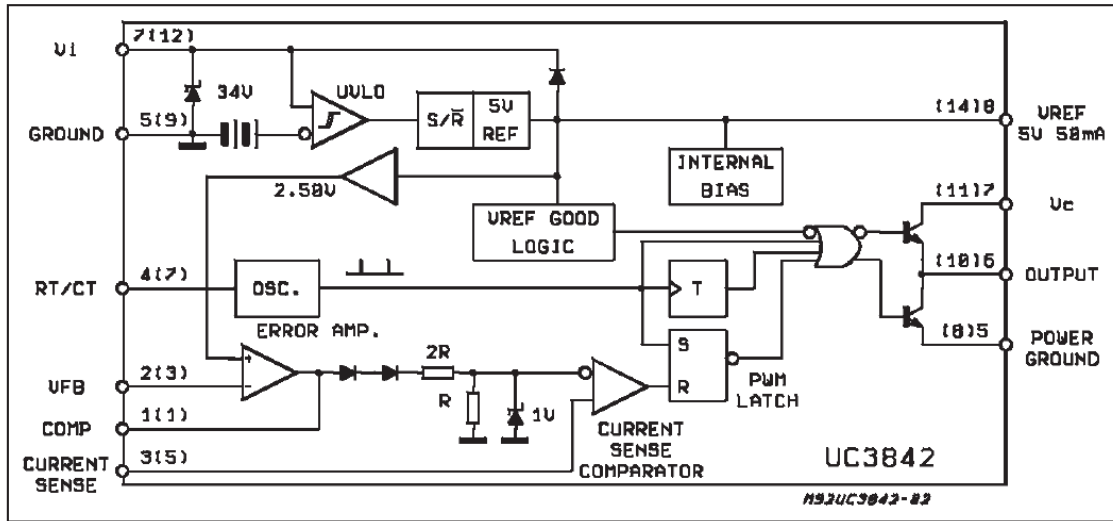 7(12)
Vi
34V
UVLO
S/R̅
5V
REF
(14)8
VREF
5V 50mA
5(9)
GROUND
INTERNAL
BIAS
2.50V
(11)7
Vc
VREF GOOD
LOGIC
4(7)
RT/CT
OSC.
T
(10)6
OUTPUT
ERROR AMP.
+
2R
S
(8)5
POWER
GROUND
2(3)
VFB
-
R
1V
R
PWM
LATCH
1(1)
COMP
CURRENT
SENSE
COMPARATOR
UC3842
3(5)
CURRENT
SENSE
M92UC3842-02